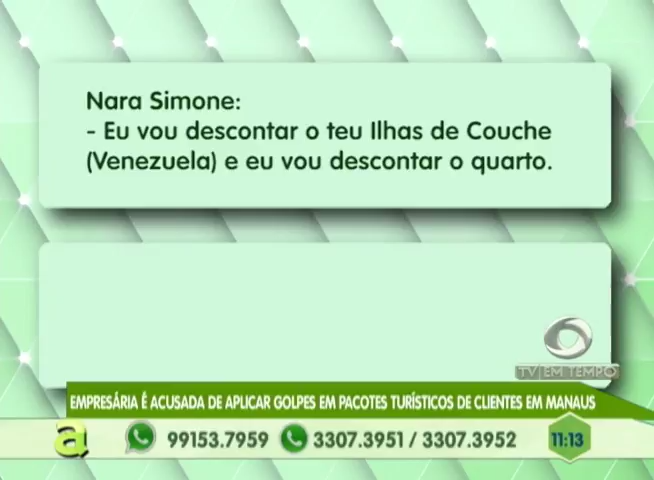 Nara Simone:
- Eu vou descontar o teu Ilhas de Couche
(Venezuela) e eu vou descontar o quarto.
TV EM TEMPO
EMPRESÁRIA É ACUSADA DE APLICAR GOLPES EM PACOTES TURÍSTICOS DE CLIENTES EM MANAUS
a 99153.7959 3307.3951 / 3307.3952 11:13